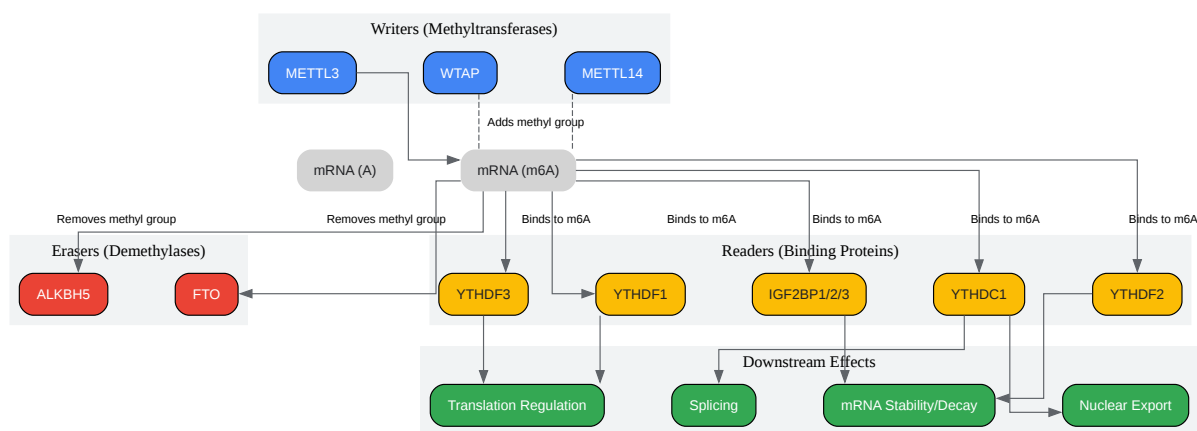 Writers (Methyltransferases)
METTL3
WTAP
METTL14
Adds methyl group
mRNA (A)
mRNA (m6A)
Removes methyl group
Removes methyl group
Binds to m6A
Binds to m6A
Binds to m6A
Binds to m6A
Binds to m6A
Erasers (Demethylases)
Readers (Binding Proteins)
ALKBH5
FTO
YTHDF3
YTHDF1
IGF2BP1/2/3
YTHDC1
YTHDF2
Downstream Effects
Translation Regulation
Splicing
mRNA Stability/Decay
Nuclear Export